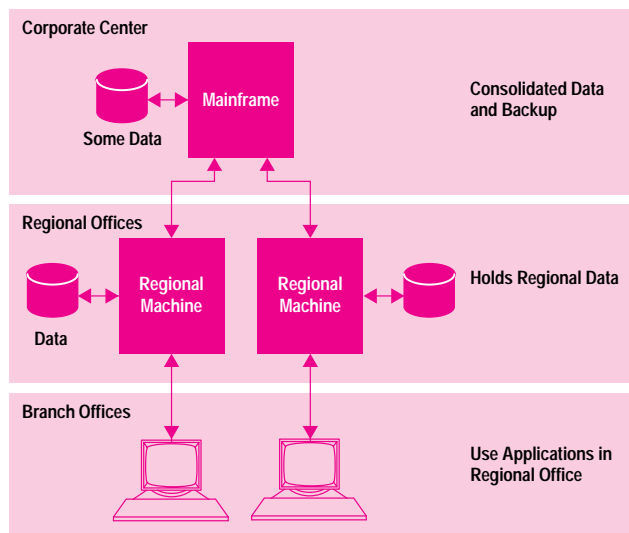 Corporate Center
Mainframe
Some Data
Consolidated Data
and Backup
Regional Offices
Regional
Machine
Regional
Machine
Data
Holds Regional Data
Branch Offices
Use Applications in
Regional Office